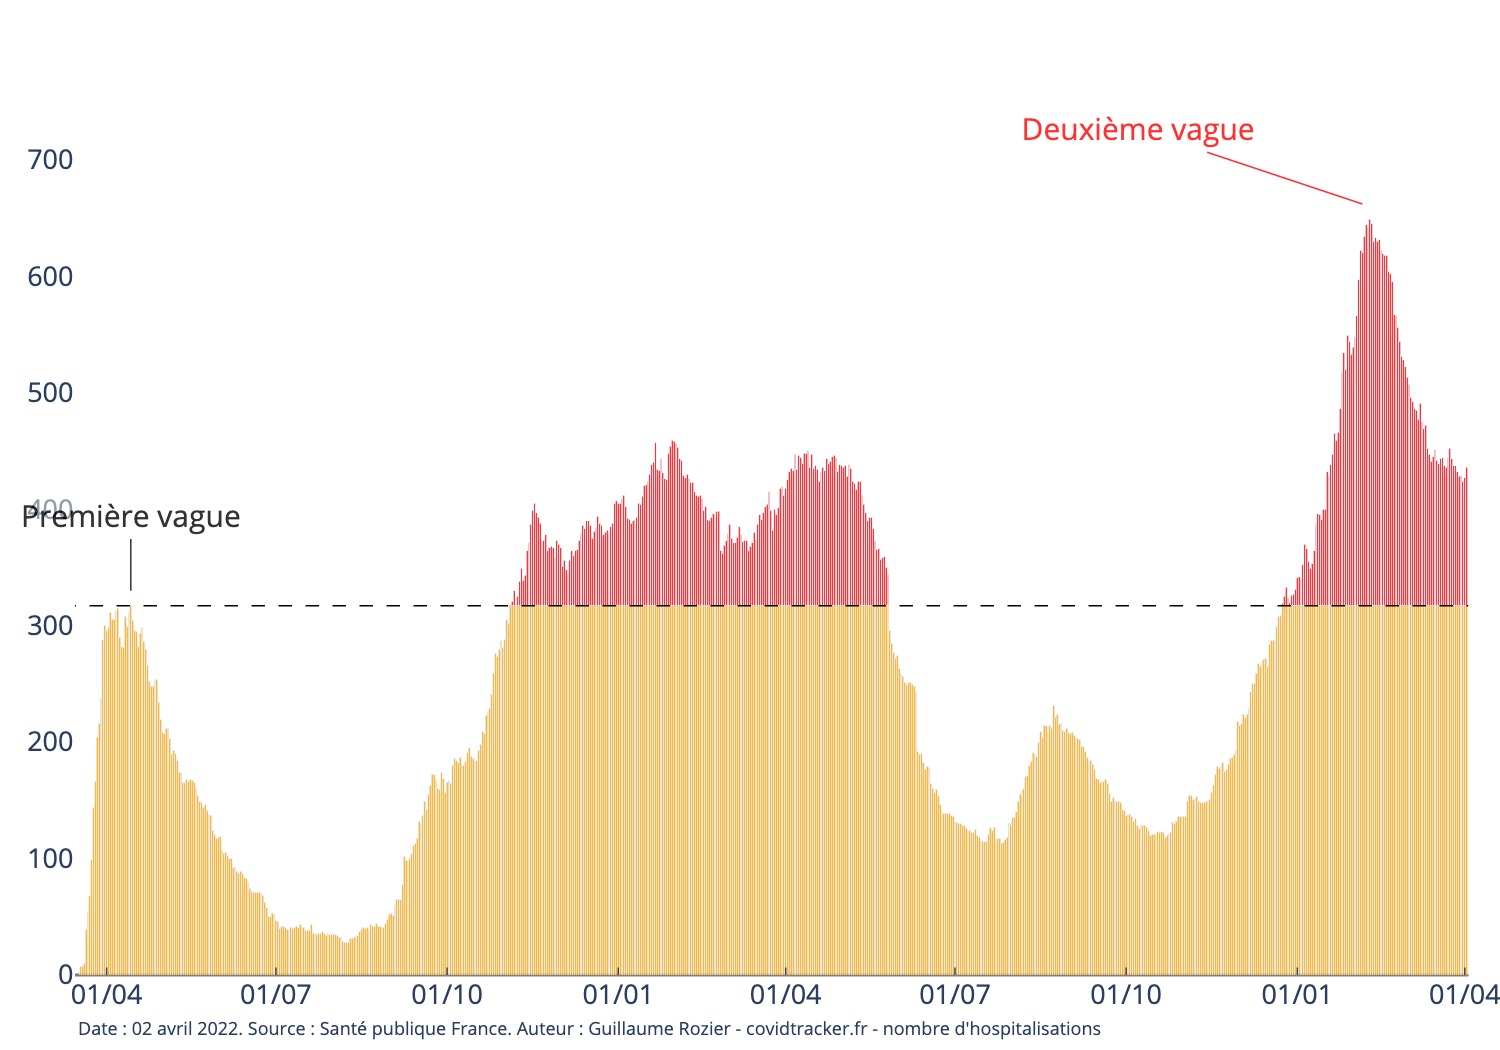 Deuxième vague
700
600
500
400
Première vague
300
200
100
0
01/04 01/07 01/10 01/01 01/04 01/07 01/10 01/01 01/04
Date : 02 avril 2022. Source : Santé publique France. Auteur : Guillaume Rozier - covidtracker.fr - nombre d'hospitalisations